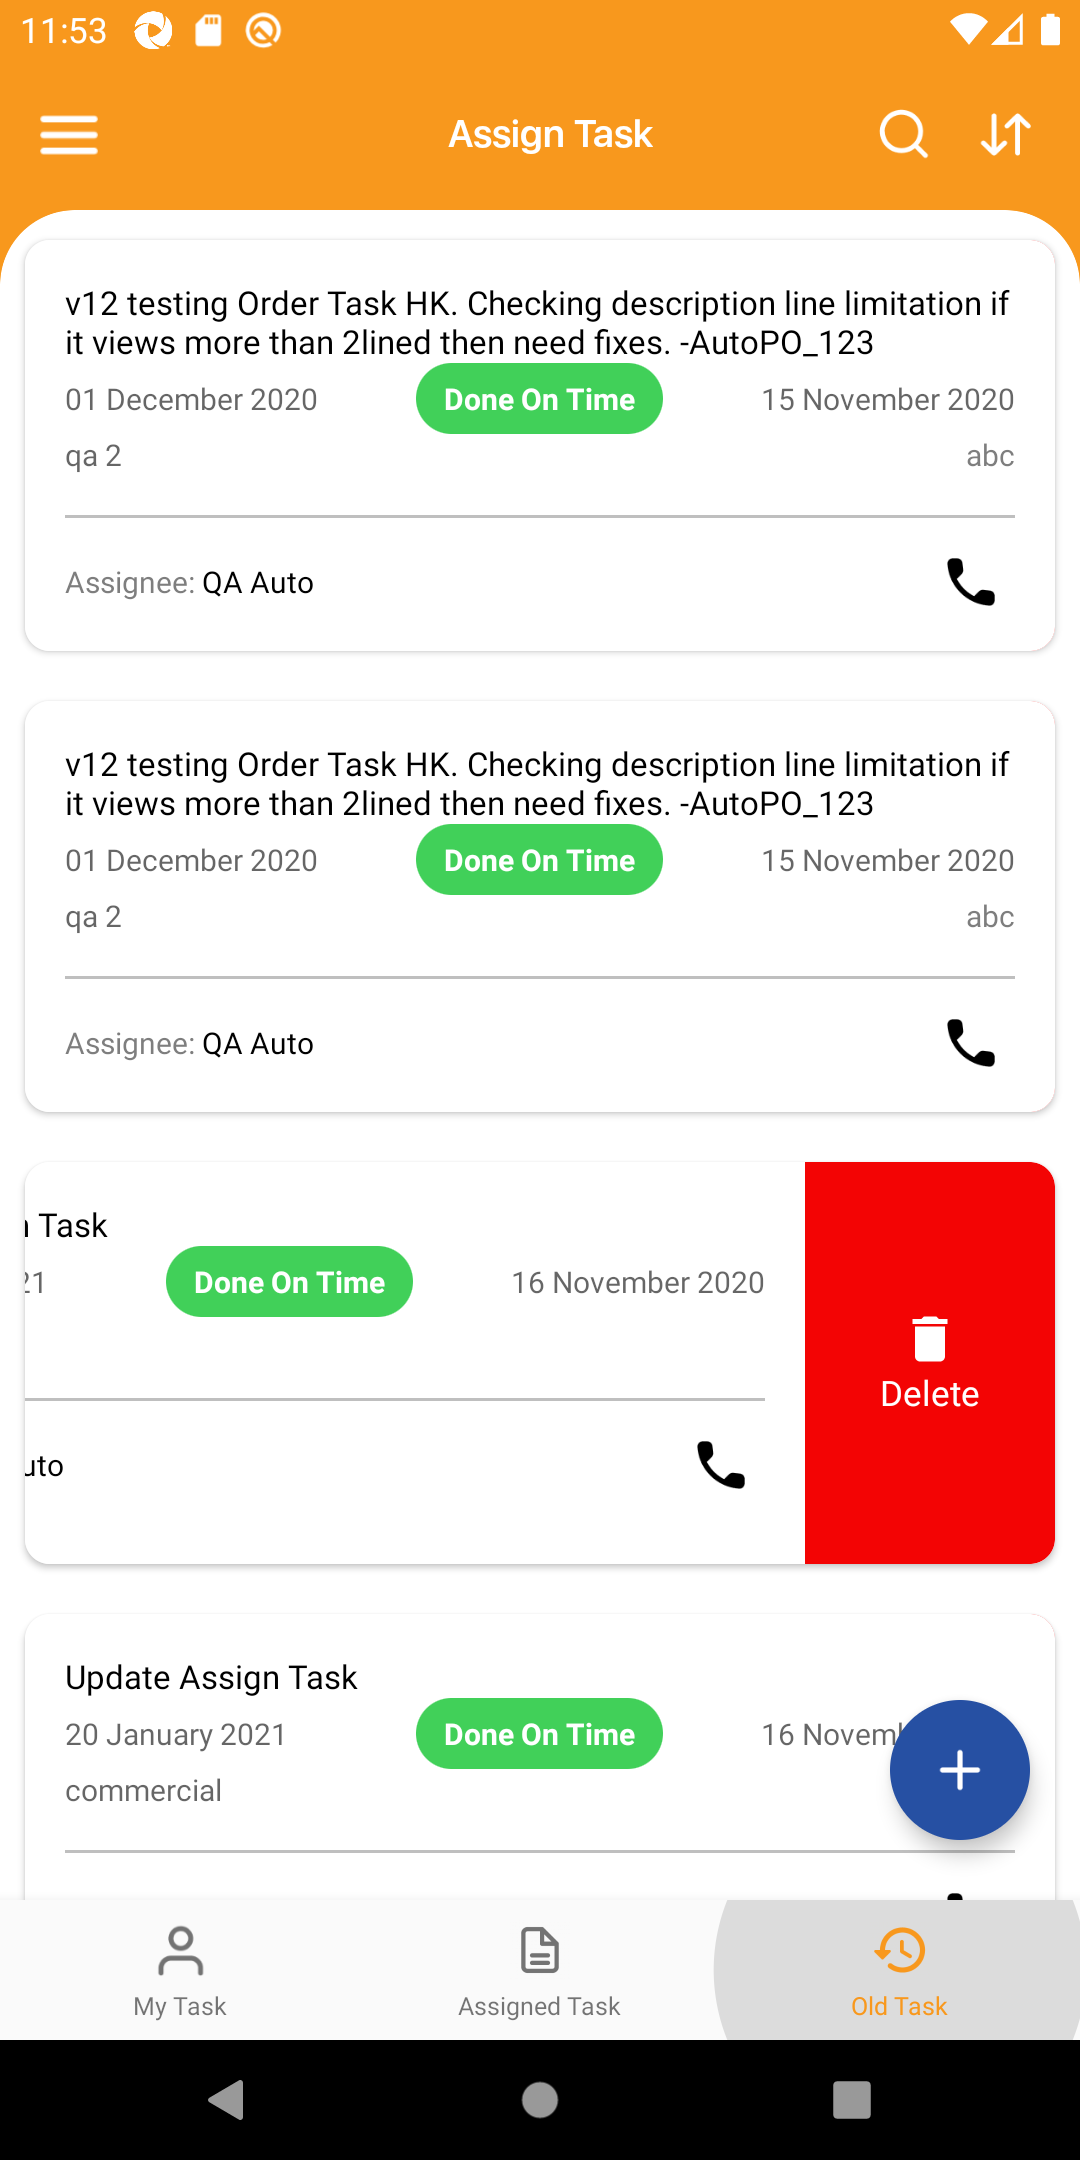 11:53
Assign Task
v12 testing Order Task HK. Checking description line limitation if
it views more than 2lined then need fixes. -AutoPO_123
01 December 2020 Done On Time 15 November 2020
qa 2 abc
Assignee: QA Auto
v12 testing Order Task HK. Checking description line limitation if
it views more than 2lined then need fixes. -AutoPO_123
01 December 2020 Done On Time 15 November 2020
qa 2 abc
Assignee: QA Auto
Task
21 Done On Time 16 November 2020
Delete
uto
Update Assign Task
20 January 2021 Done On Time 16 Novem
commercial
My Task Assigned Task Old Task